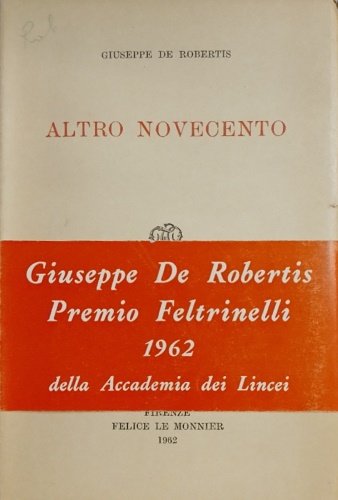 GIUSEPPE DE ROBERTIS
ALTRO NOVECENTO
Giuseppe De Robertis
Premio Feltrinelli
1962
della Accademia dei Lincei
FIRENZE
FELICE LE MONNIER
1962